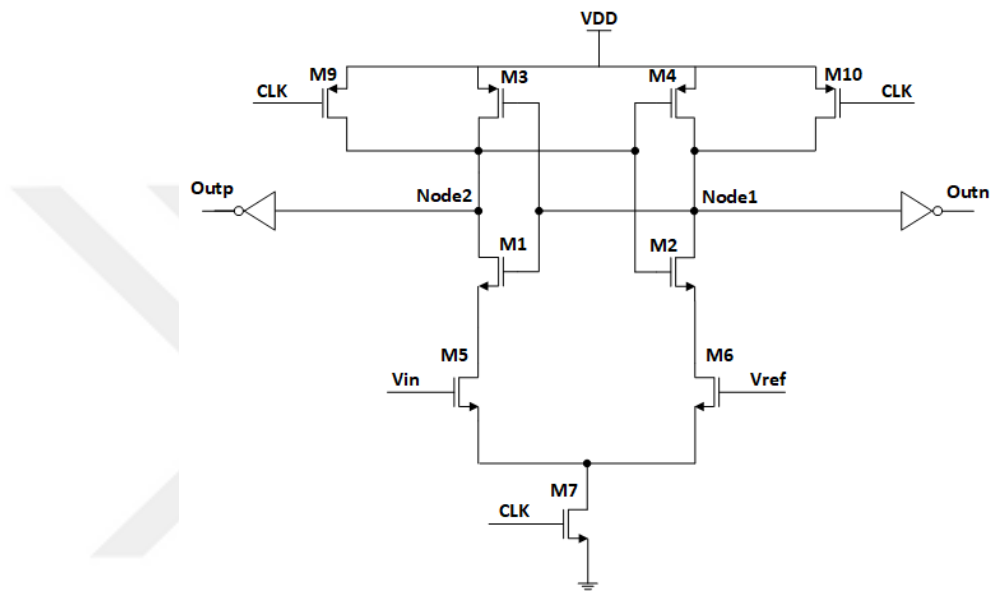 VDD
M9
M3
M4
M10
CLK
CLK
Outp
Node2
Node1
Outn
M1
M2
M5
M6
Vin
Vref
M7
CLK